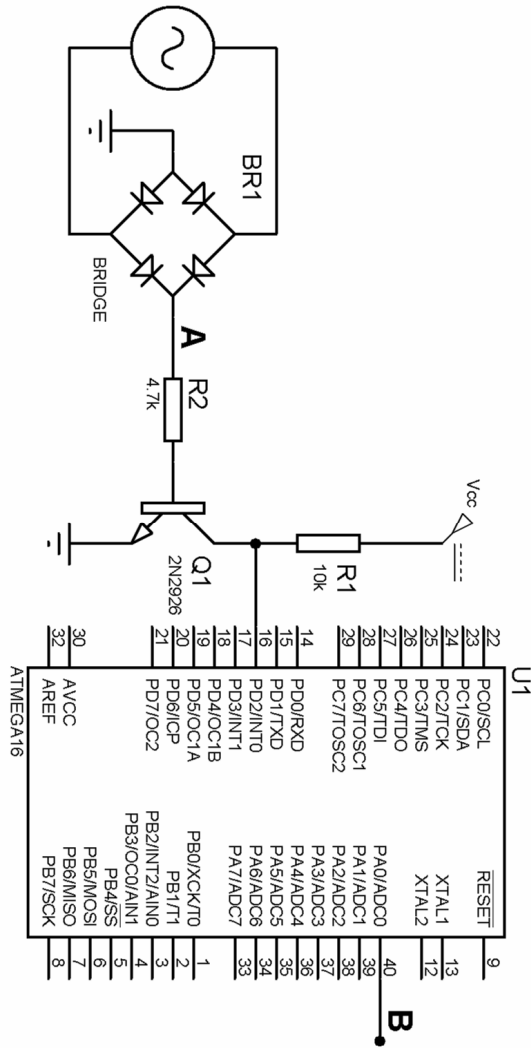 BR1
BRIDGE
A
R2
4.7k
Q1
2N2926
Vcc
R1
10k
U1
ATMEGA16
22 PC0/SCL
23 PC1/SDA
24 PC2/TCK
25 PC3/TMS
26 PC4/TDO
27 PC5/TDI
28 PC6/TOSC1
29 PC7/TOSC2
14 PD0/RXD
15 PD1/TXD
16 PD2/INT0
17 PD3/INT1
18 PD4/OC1B
19 PD5/OC1A
20 PD6/ICP
21 PD7/OC2
30 AVCC
32 AREF
RESET 9
XTAL1 13
XTAL2 12
PA0/ADC0 40
PA1/ADC1 39
PA2/ADC2 38
PA3/ADC3 37
PA4/ADC4 36
PA5/ADC5 35
PA6/ADC6 34
PA7/ADC7 33
PB0/XCK/T0 1
PB1/T1 2
PB2/INT2/AIN0 3
PB3/OC0/AIN1 4
PB4/SS 5
PB5/MOSI 6
PB6/MISO 7
PB7/SCK 8
B